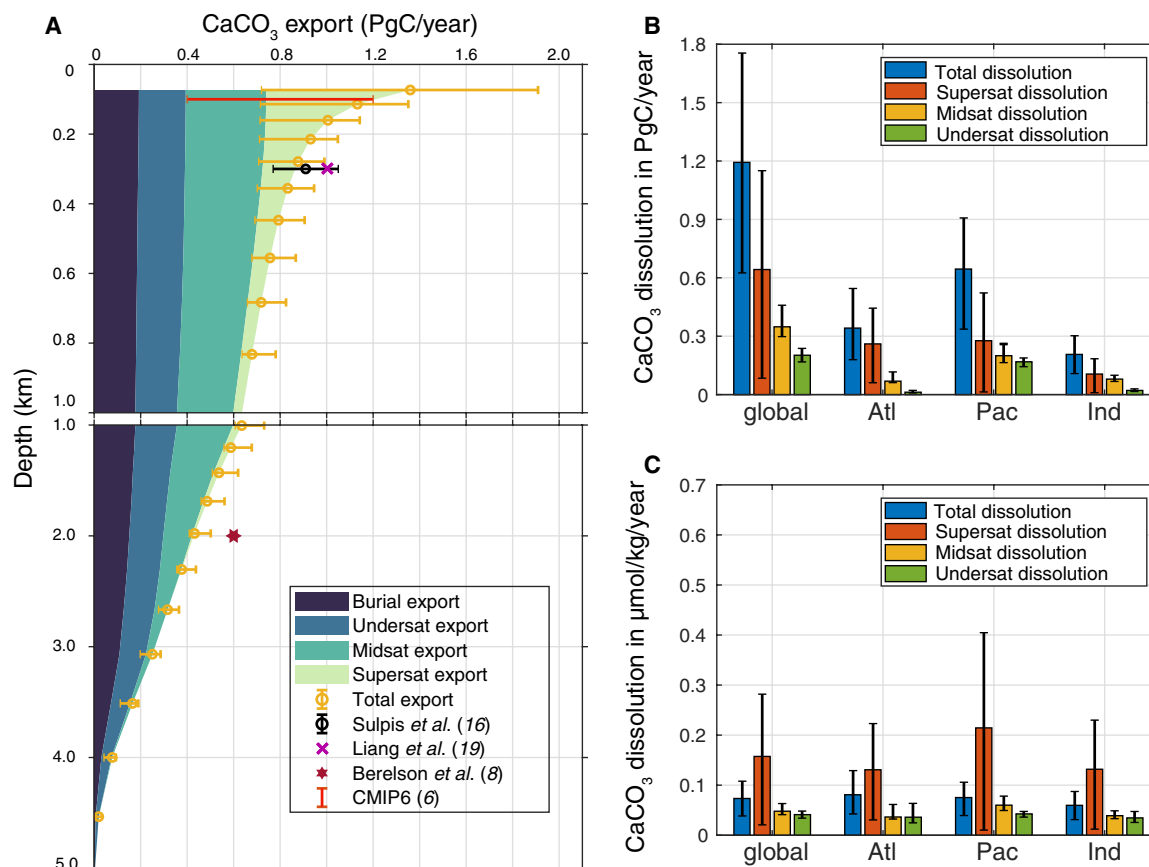 A
CaCO3 export (PgC/year)
0 0.4 0.8 1.2 1.6 2.0
0
0.2
0.4
0.6
0.8
1.0
1.0
2.0
3.0
4.0
5.0
Depth (km)
Burial export
Undersat export
Midsat export
Supersat export
Total export
Sulpis et al. (16)
Liang et al. (19)
Berelson et al. (8)
CMIP6 (6)
B
CaCO3 dissolution in PgC/year
1.8
1.5
1.2
0.9
0.6
0.3
0
Total dissolution
Supersat dissolution
Midsat dissolution
Undersat dissolution
global Atl Pac Ind
C
CaCO3 dissolution in μmol/kg/year
0.7
0.6
0.5
0.4
0.3
0.2
0.1
0
Total dissolution
Supersat dissolution
Midsat dissolution
Undersat dissolution
global Atl Pac Ind